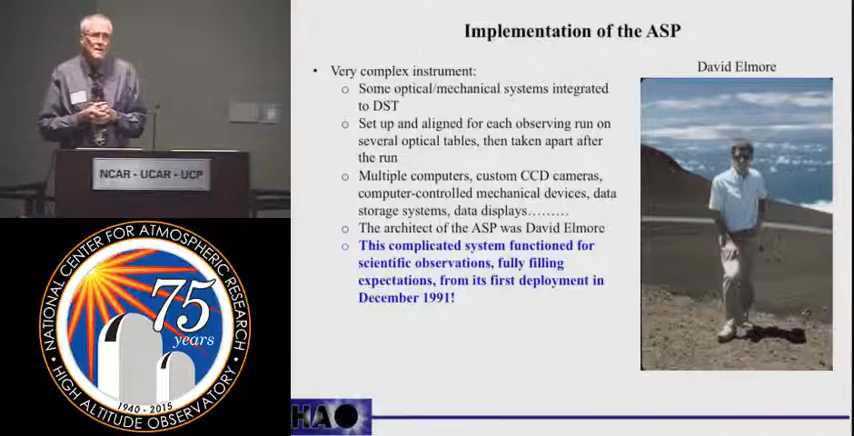 Implementation of the ASP
David Elmore
• Very complex instrument:
o Some optical/mechanical systems integrated
to DST
o Set up and aligned for each observing run on
several optical tables, then taken apart after
the run
o Multiple computers, custom CCD cameras,
computer-controlled mechanical devices, data
storage systems, data displays………
o The architect of the ASP was David Elmore
o This complicated system functioned for
scientific observations, fully filling
expectations, from its first deployment in
December 1991!
NCAR - UCAR - UCP
NATIONAL CENTER FOR ATMOSPHERIC RESEARCH
75
years
1940 - 2015
HIGH ALTITUDE OBSERVATORY
HAO